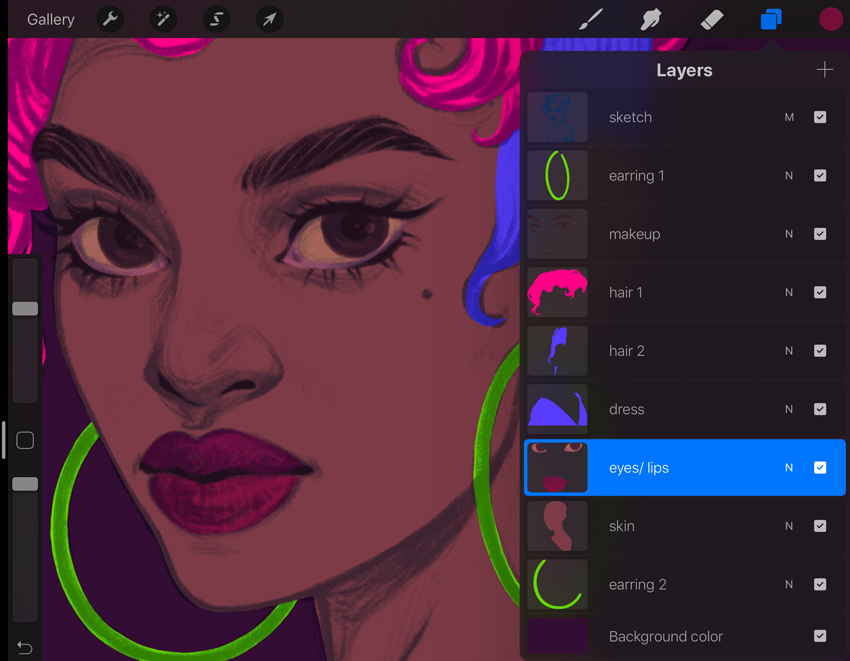 Gallery
Layers
sketch M
earring 1 N
makeup N
hair 1 N
hair 2 N
dress N
eyes/ lips N
skin N
earring 2 N
Background color